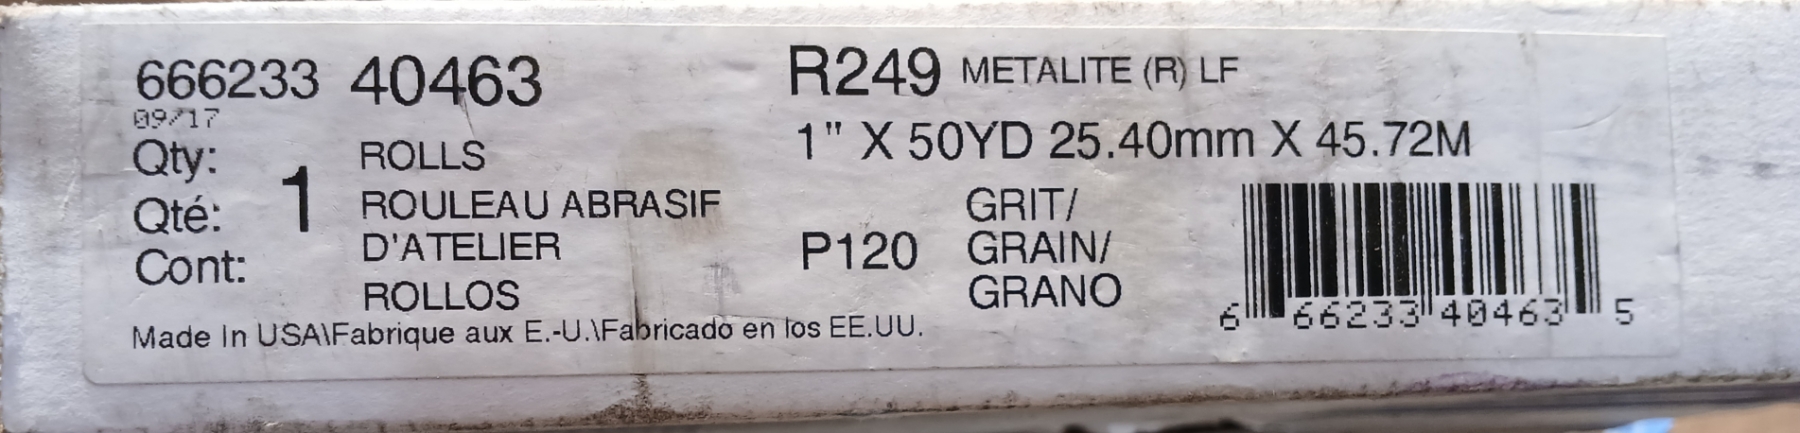 666233 40463
09/17
Qty:
Qté: 1
Cont:
ROLLS
ROULEAU ABRASIF
D'ATELIER
ROLLOS
Made In USA\Fabrique aux E.-U.\Fabricado en los EE.UU.
R249 METALITE (R) LF
1" X 50YD 25.40mm X 45.72M
P120
GRIT/
GRAIN/
GRANO
6 66233 40463 5